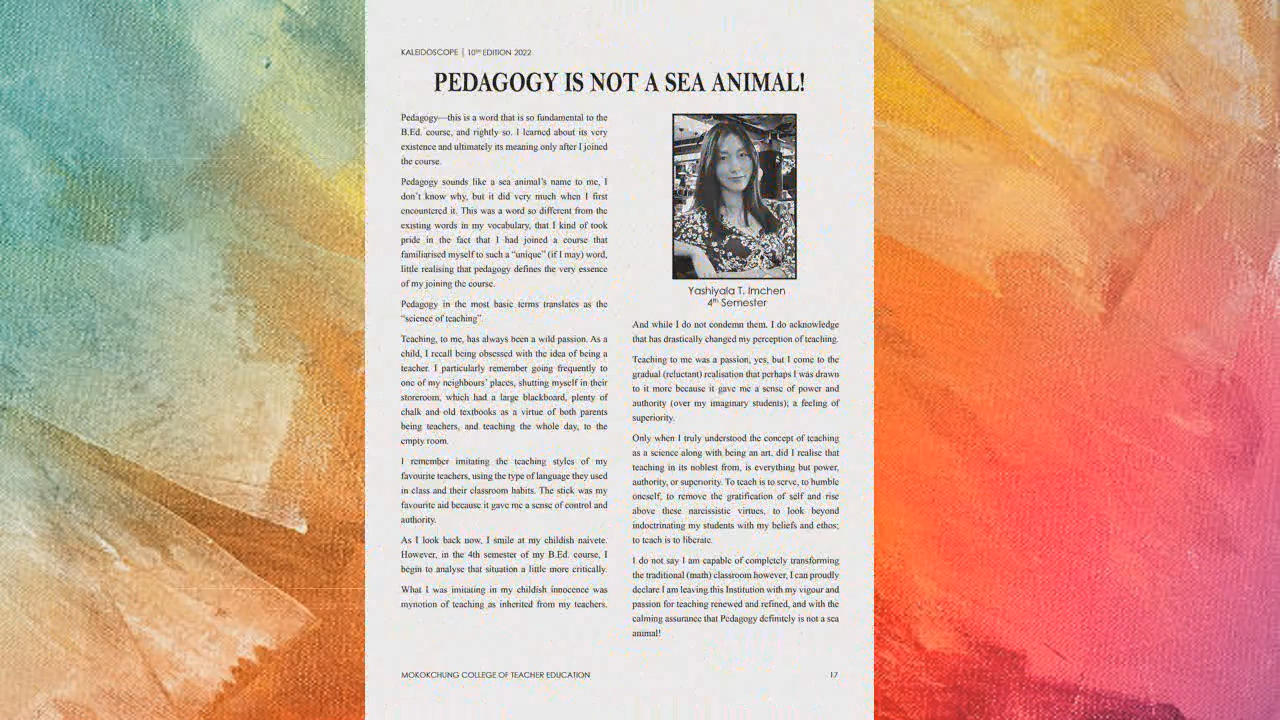 KALEIDOSCOPE | 10TH EDITION 2022
PEDAGOGY IS NOT A SEA ANIMAL!
Pedagogy—this is a word that is so fundamental to the
B.Ed. course, and rightly so. I learned about its very
existence and ultimately its meaning only after I joined
the course.
Pedagogy sounds like a sea animal's name to me, I
don't know why, but it did very much when I first
encountered it. This was a word so different from the
existing words in my vocabulary, that I kind of took
pride in the fact that I had joined a course that
familiarised myself to such a “unique” (if I may) word,
little realising that pedagogy defines the very essence
of my joining the course.
Pedagogy in the most basic terms translates as the
“science of teaching”.
Teaching, to me, has always been a wild passion. As a
child, I recall being obsessed with the idea of being a
teacher. I particularly remember going frequently to
one of my neighbours' places, shutting myself in their
storeroom, which had a large blackboard, plenty of
chalk and old textbooks as a virtue of both parents
being teachers, and teaching the whole day, to the
empty room.
I remember imitating the teaching styles of my
favourite teachers, using the type of language they used
in class and their classroom habits. The stick was my
favourite aid because it gave me a sense of control and
authority.
As I look back now, I smile at my childish naivete.
However, in the 4th semester of my B.Ed. course, I
begin to analyse that situation a little more critically.
What I was imitating in my childish innocence was
mynotion of teaching as inherited from my teachers.
Yashiyala T. Imchen
4th Semester
And while I do not condemn them, I do acknowledge
that has drastically changed my perception of teaching.
Teaching to me was a passion, yes, but I come to the
gradual (reluctant) realisation that perhaps I was drawn
to it more because it gave me a sense of power and
authority (over my imaginary students); a feeling of
superiority.
Only when I truly understood the concept of teaching
as a science along with being an art, did I realise that
teaching in its noblest from, is everything but power,
authority, or superiority. To teach is to serve, to humble
oneself, to remove the gratification of self and rise
above these narcissistic virtues, to look beyond
indoctrinating my students with my beliefs and ethos;
to teach is to liberate.
I do not say I am capable of completely transforming
the traditional (math) classroom however, I can proudly
declare I am leaving this Institution with my vigour and
passion for teaching renewed and refined, and with the
calming assurance that Pedagogy definitely is not a sea
animal!
MOKOKCHUNG COLLEGE OF TEACHER EDUCATION
17